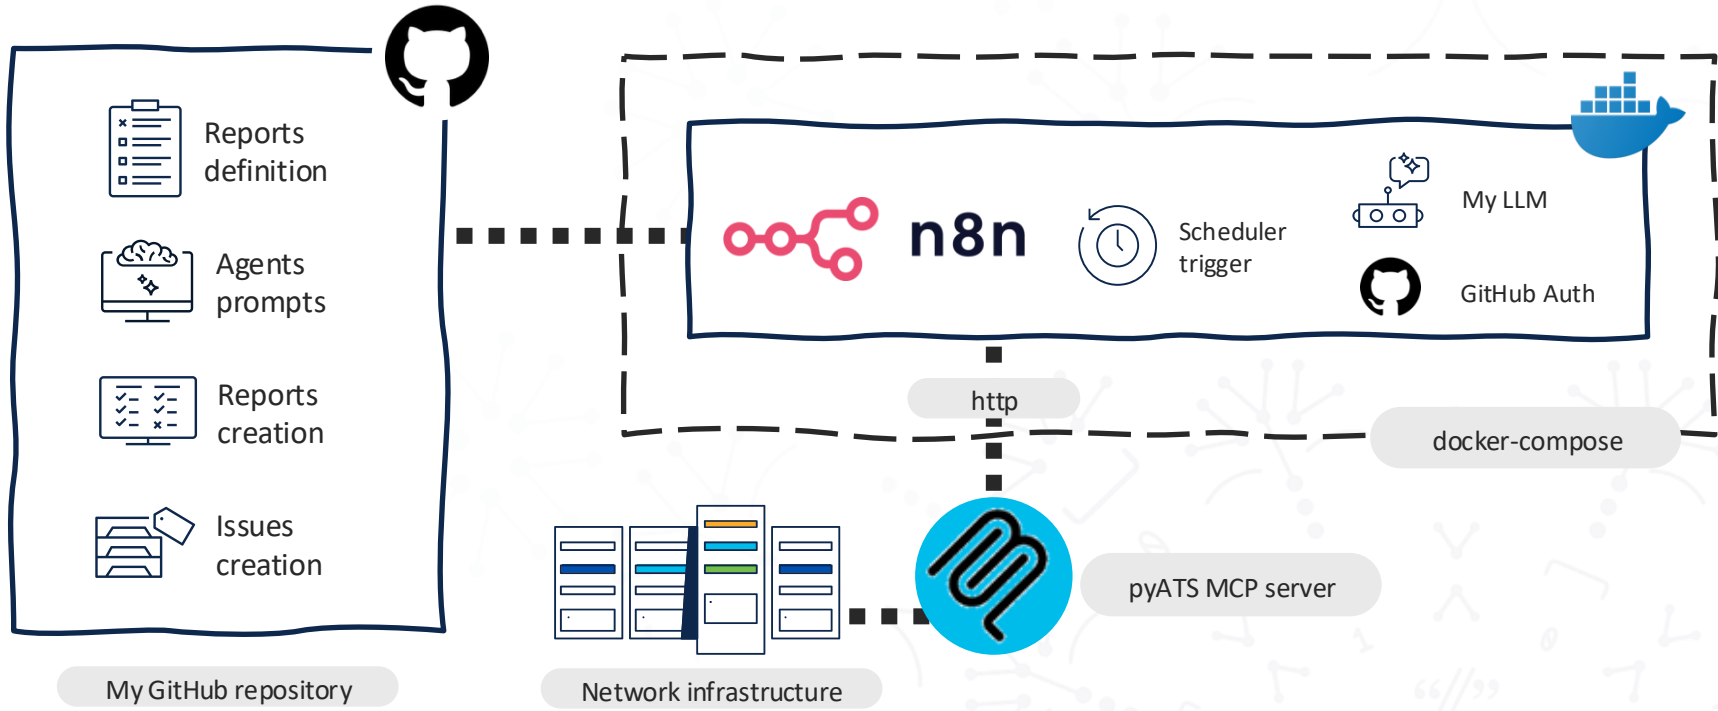 Reports
definition
Agents
prompts
Reports
creation
Issues
creation
My GitHub repository
n8n
Scheduler
trigger
My LLM
GitHub Auth
http
docker-compose
pyATS MCP server
Network infrastructure